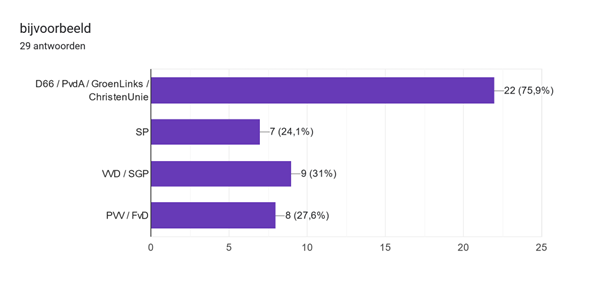 bijvoorbeeld
29 antwoorden
D66 / PvdA / GroenLinks /
ChristenUnie
22 (75,9%)
SP
7 (24,1%)
VVD / SGP
9 (31%)
PVV / FvD
8 (27,6%)
0 5 10 15 20 25